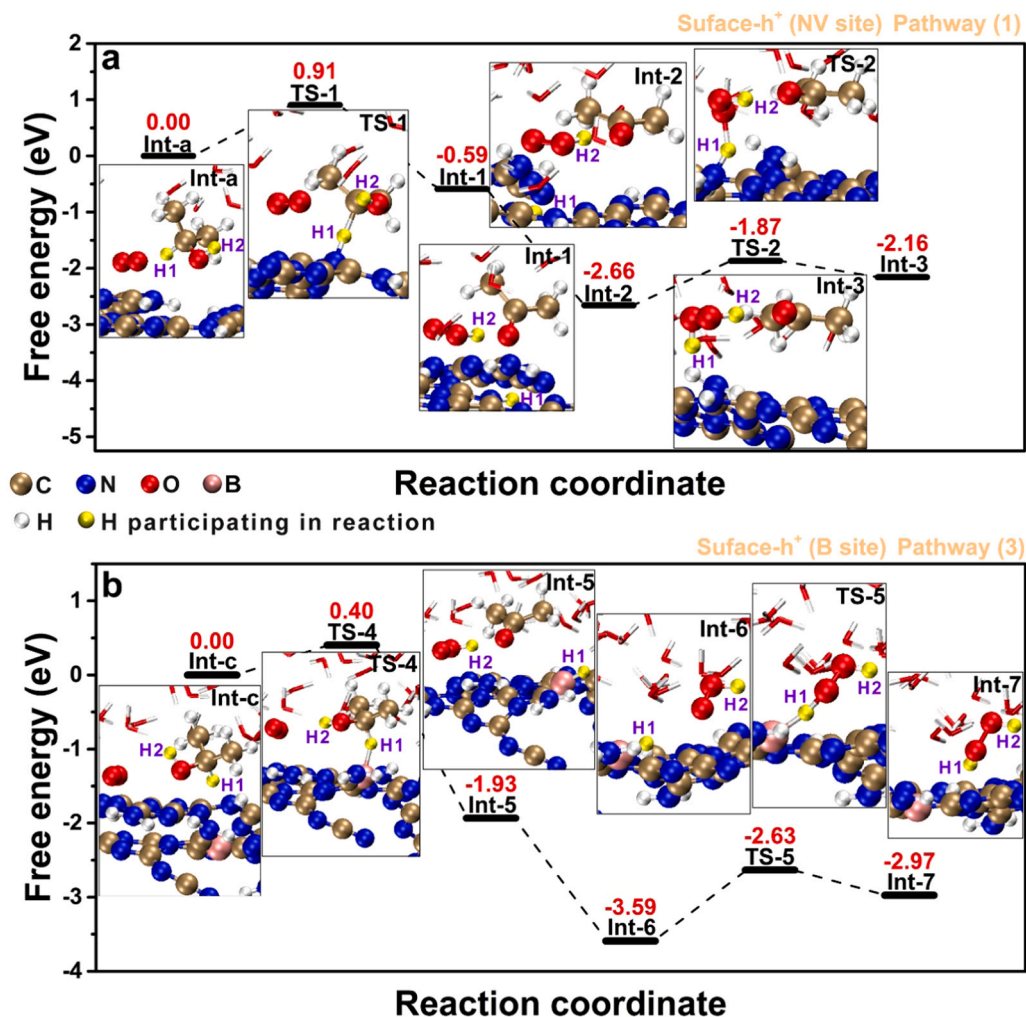 Suface-h+ (NV site) Pathway (1)
a
Free energy (eV)
2
1
0
-1
-2
-3
-4
-5
0.00
Int-a
Int-a
H1
H2
0.91
TS-1
TS-1
H2
H1
-0.59
Int-1
Int-1
H2
H1
Int-2
H2
H1
-2.66
Int-2
TS-2
H2
H1
-1.87
TS-2
Int-3
H2
H1
-2.16
Int-3
Reaction coordinate
C N O B
H H participating in reaction
Suface-h+ (B site) Pathway (3)
b
Free energy (eV)
1
0
-1
-2
-3
-4
0.00
Int-c
Int-c
H2
H1
0.40
TS-4
TS-4
H2
H1
Int-5
H2
H1
-1.93
Int-5
Int-6
H2
H1
-3.59
Int-6
TS-5
H1
H2
-2.63
TS-5
Int-7
H2
H1
-2.97
Int-7
Reaction coordinate